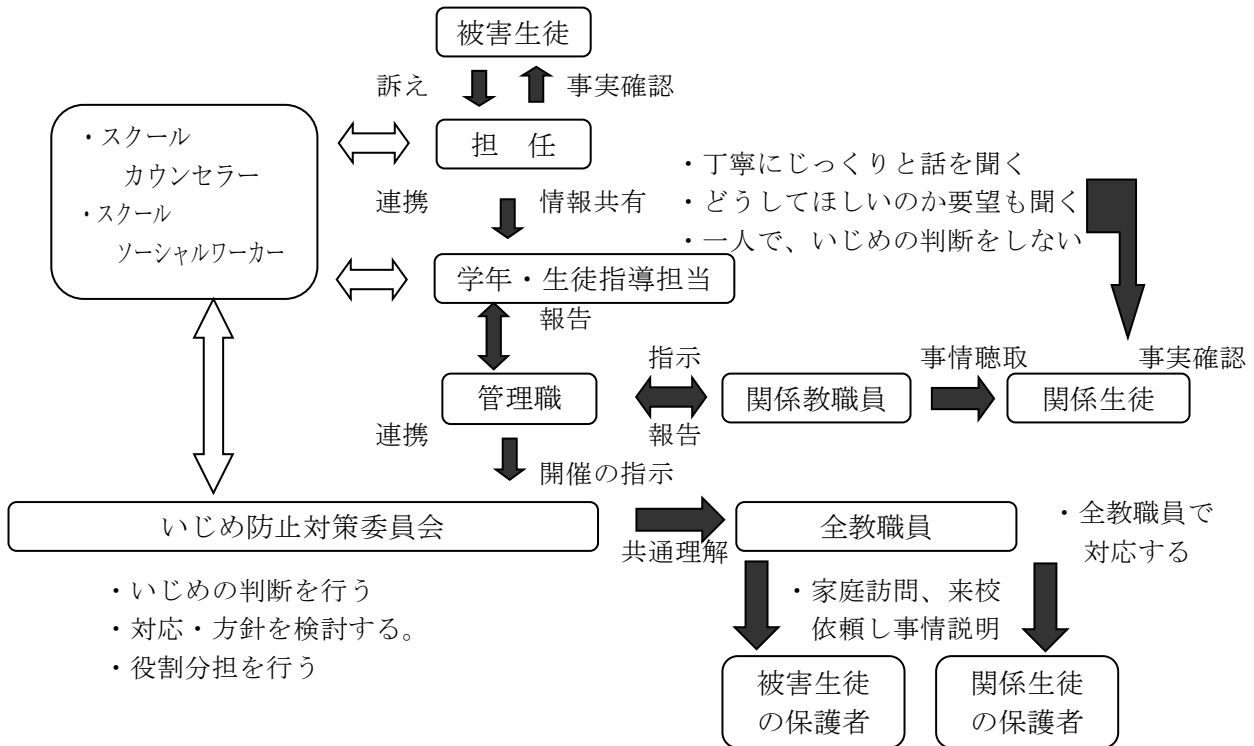 被害生徒
訴え
事実確認
・スクール
カウンセラー
・スクール
ソーシャルワーカー
担　任
連携
情報共有
・丁寧にじっくりと話を聞く
・どうしてほしいのか要望も聞く
・一人で、いじめの判断をしない
学年・生徒指導担当
報告
指示
事情聴取
事実確認
管理職
関係教職員
関係生徒
連携
報告
開催の指示
いじめ防止対策委員会
共通理解
全教職員
・全教職員で
対応する
・いじめの判断を行う
・対応・方針を検討する。
・役割分担を行う
・家庭訪問、来校
依頼し事情説明
被害生徒
の保護者
関係生徒
の保護者